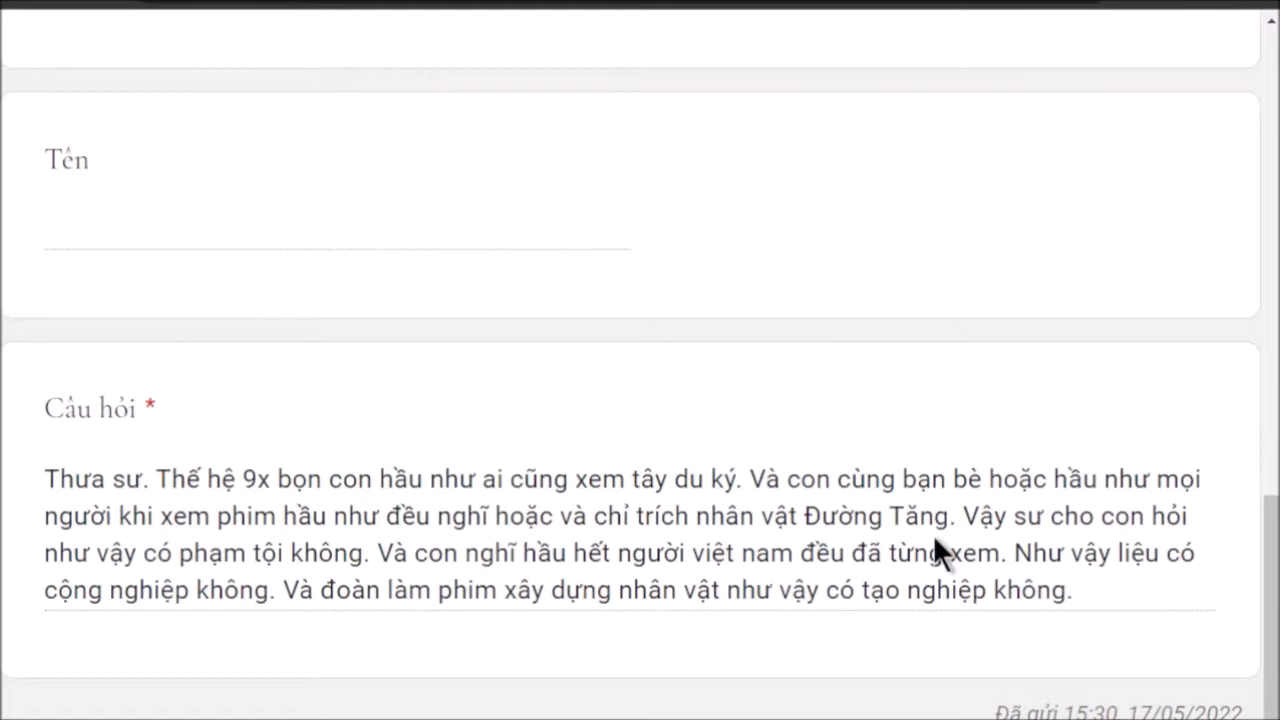 Tên
Câu hỏi *
Thưa sư. Thế hệ 9x bọn con hầu như ai cũng xem tây du ký. Và con cùng bạn bè hoặc hầu như mọi
người khi xem phim hầu như đều nghĩ hoặc và chỉ trích nhân vật Đường Tăng. Vậy sư cho con hỏi
như vậy có phạm tội không. Và con nghĩ hầu hết người việt nam đều đã từng xem. Như vậy liệu có
cộng nghiệp không. Và đoàn làm phim xây dựng nhân vật như vậy có tạo nghiệp không.
Đã gửi 15:30, 17/05/2022